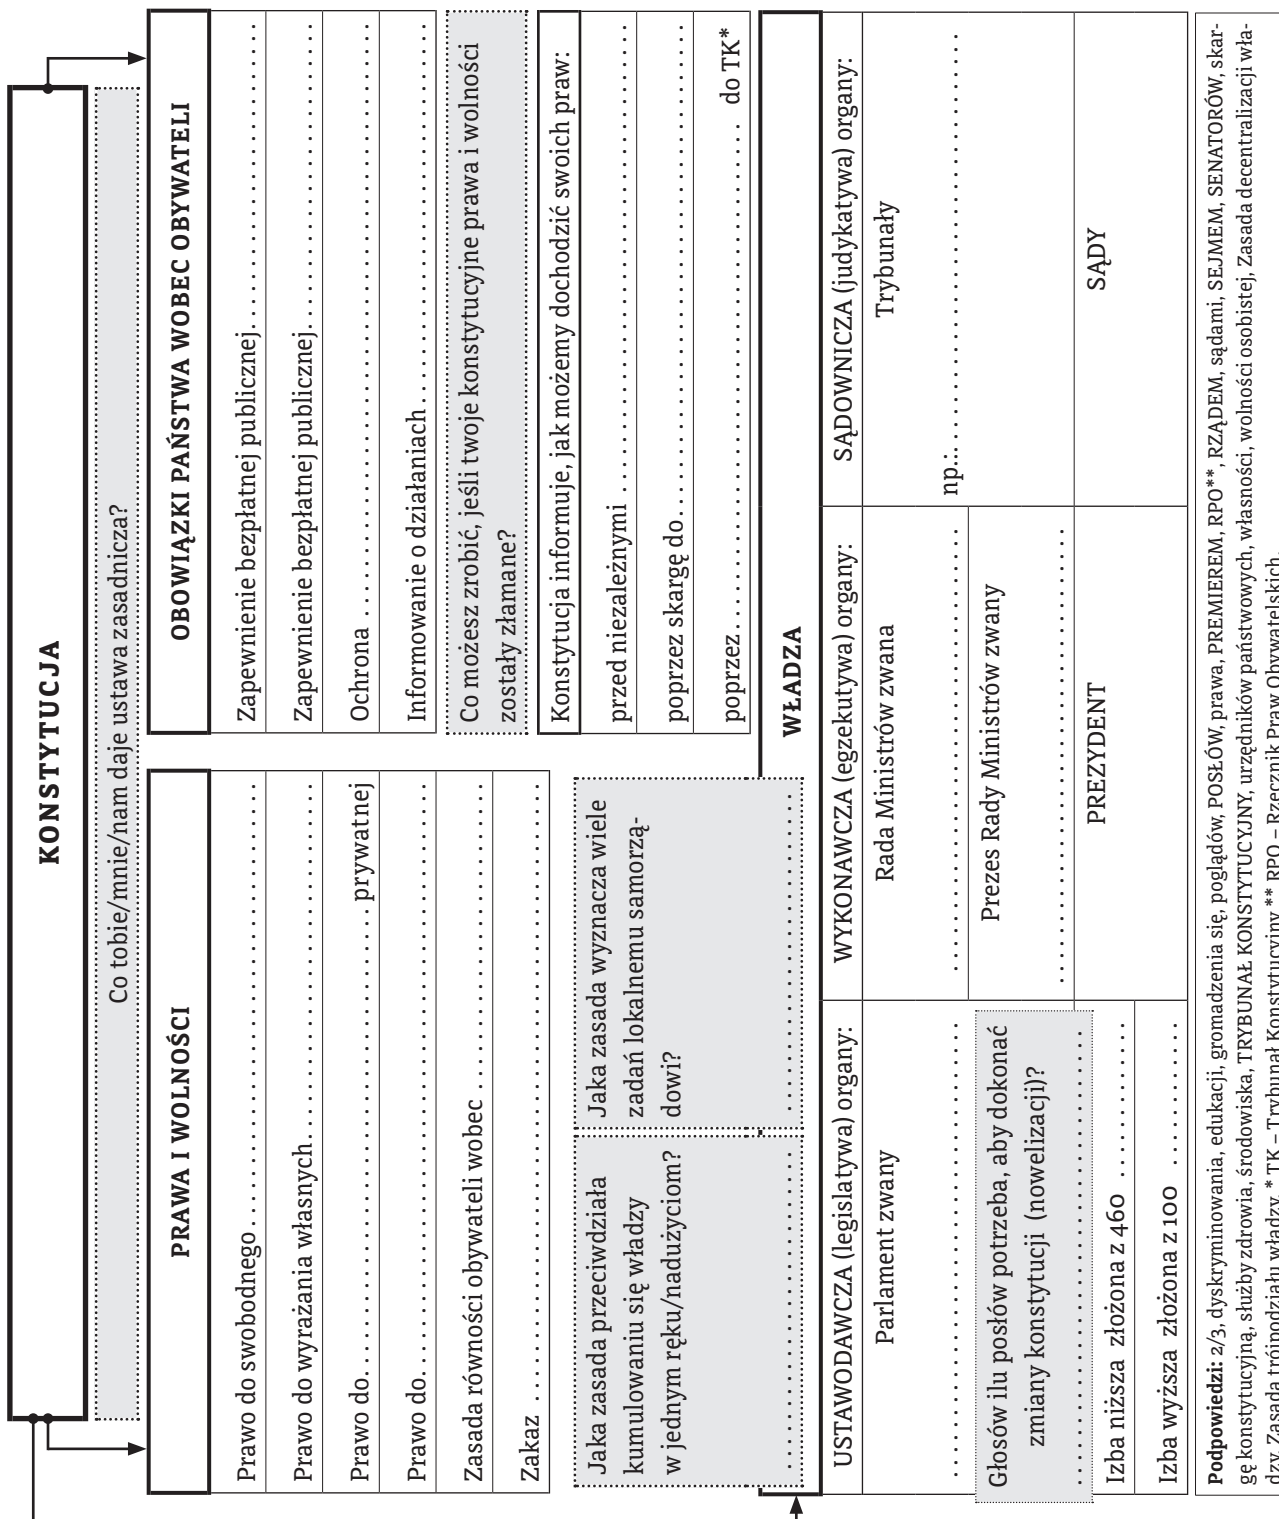 KONSTYTUCJA
Co tobie/mnie/nam daje ustawa zasadnicza?
PRAWA I WOLNOŚCI
Prawo do swobodnego
Prawo do wyrażania własnych
Prawo do prywatnej
Prawo do
Zasada równości obywateli wobec
Zakaz
OBOWIĄZKI PAŃSTWA WOBEC OBYWATELI
Zapewnienie bezpłatnej publicznej
Zapewnienie bezpłatnej publicznej
Ochrona
Informowanie o działaniach
Co możesz zrobić, jeśli twoje konstytucyjne prawa i wolności
zostały złamane?
Konstytucja informuje, jak możemy dochodzić swoich praw:
przed niezależnymi
poprzez skargę do
poprzez do TK*
Jaka zasada przeciwdziała
kumulowaniu się władzy
w jednym ręku/nadużyciom?
Jaka zasada wyznacza wiele
zadań lokalnemu samorzą-
dowi?
WŁADZA
USTAWODAWCZA (legislatywa) organy:
Parlament zwany
Głosów ilu posłów potrzeba, aby dokonać
zmiany konstytucji (nowelizacji)?
Izba niższa złożona z 460
Izba wyższa złożona z 100
WYKONAWCZA (egzekutywa) organy:
Rada Ministrów zwana
Prezes Rady Ministrów zwany
PREZYDENT
SĄDOWNICZA (judykatywa) organy:
Trybunały
np.:
SĄDY
Podpowiedzi: 2/3, dyskryminowania, edukacji, gromadzenia się, poglądów, POSŁÓW, prawa, PREMIEREM, RPO**, RZĄDEM, sądami, SEJMEM, SENATORÓW, skar-
gę konstytucyjną, służby zdrowia, środowiska, TRYBUNAŁ KONSTYTUCYJNY, urzędników państwowych, własności, wolności osobistej, Zasada decentralizacji wła-
dzy, Zasada trójpodziału władzy. * TK – Trybunał Konstytucyjny ** RPO – Rzecznik Praw Obywatelskich.